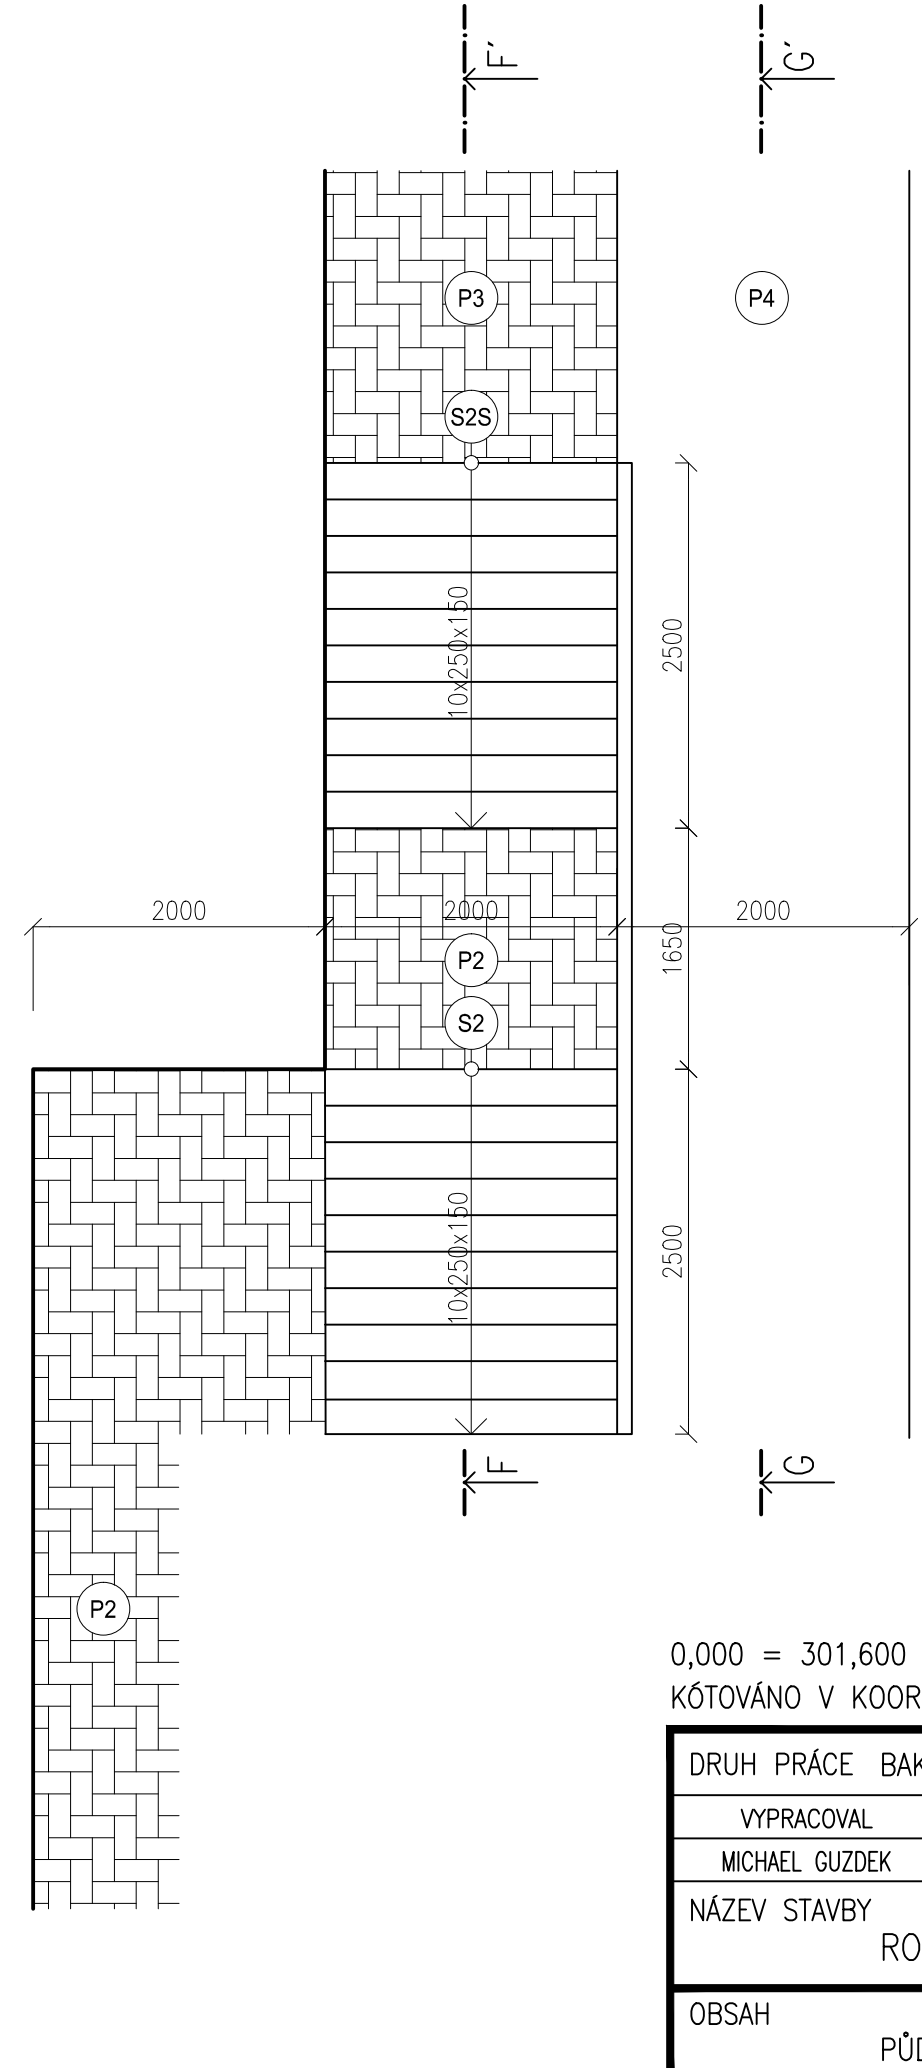 F'
G'
P3
P4
S2S
10x250x150
2500
2000
2000
2000
1650
P2
S2
10x250x150
2500
F
G
P2
0,000 = 301,600
KÓTOVÁNO V KOOR
DRUH PRÁCE BAK
VYPRACOVAL
MICHAEL GUZDEK
NÁZEV STAVBY
RO
OBSAH
PŮD